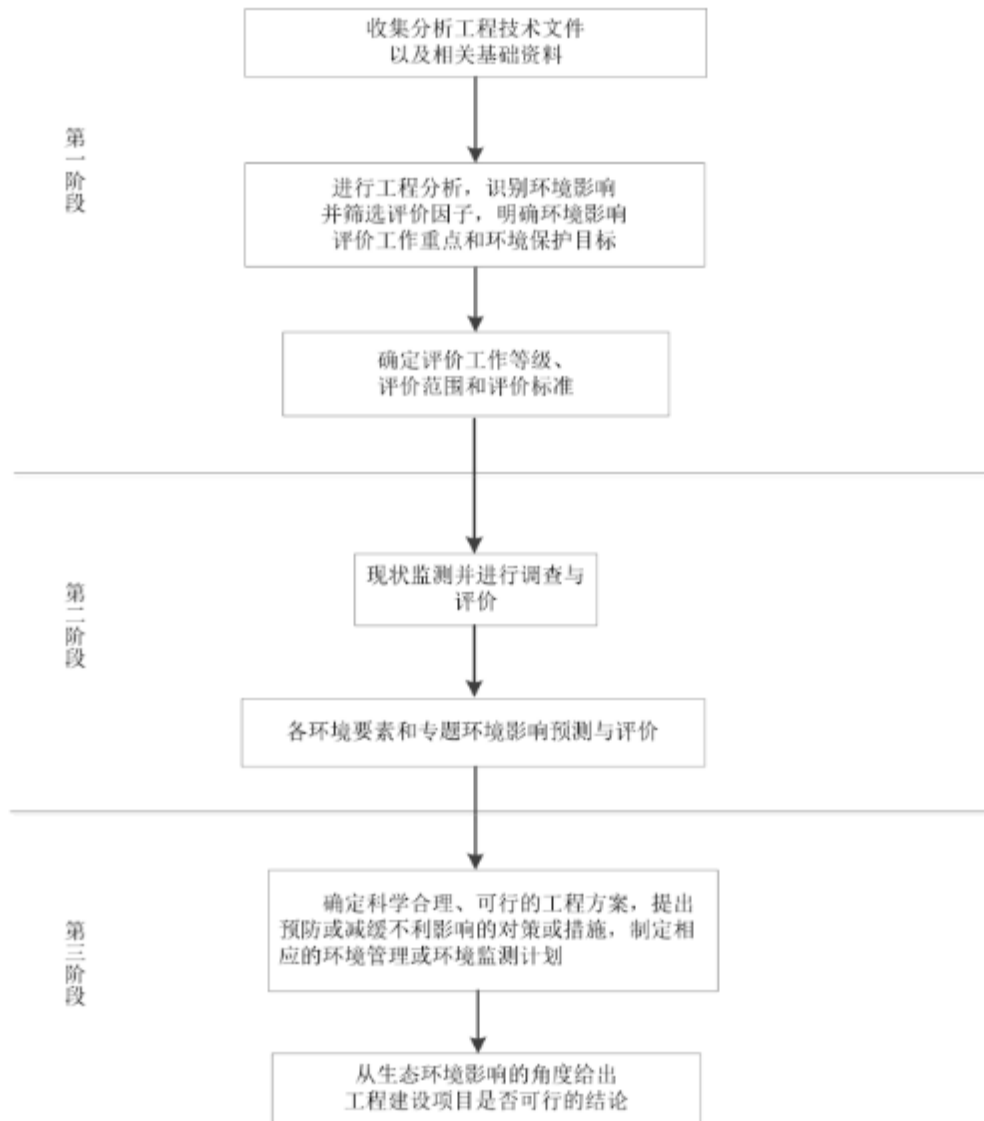 收集分析工程技术文件
以及相关基础资料
第一阶段
进行工程分析，识别环境影响
并筛选评价因子，明确环境影响
评价工作重点和环境保护目标
确定评价工作等级、
评价范围和评价标准
第二阶段
现状监测并进行调查与
评价
各环境要素和专题环境影响预测与评价
第三阶段
确定科学合理、可行的工程方案，提出
预防或减缓不利影响的对策或措施，制定相
应的环境管理或环境监测计划
从生态环境影响的角度给出
工程建设项目是否可行的结论